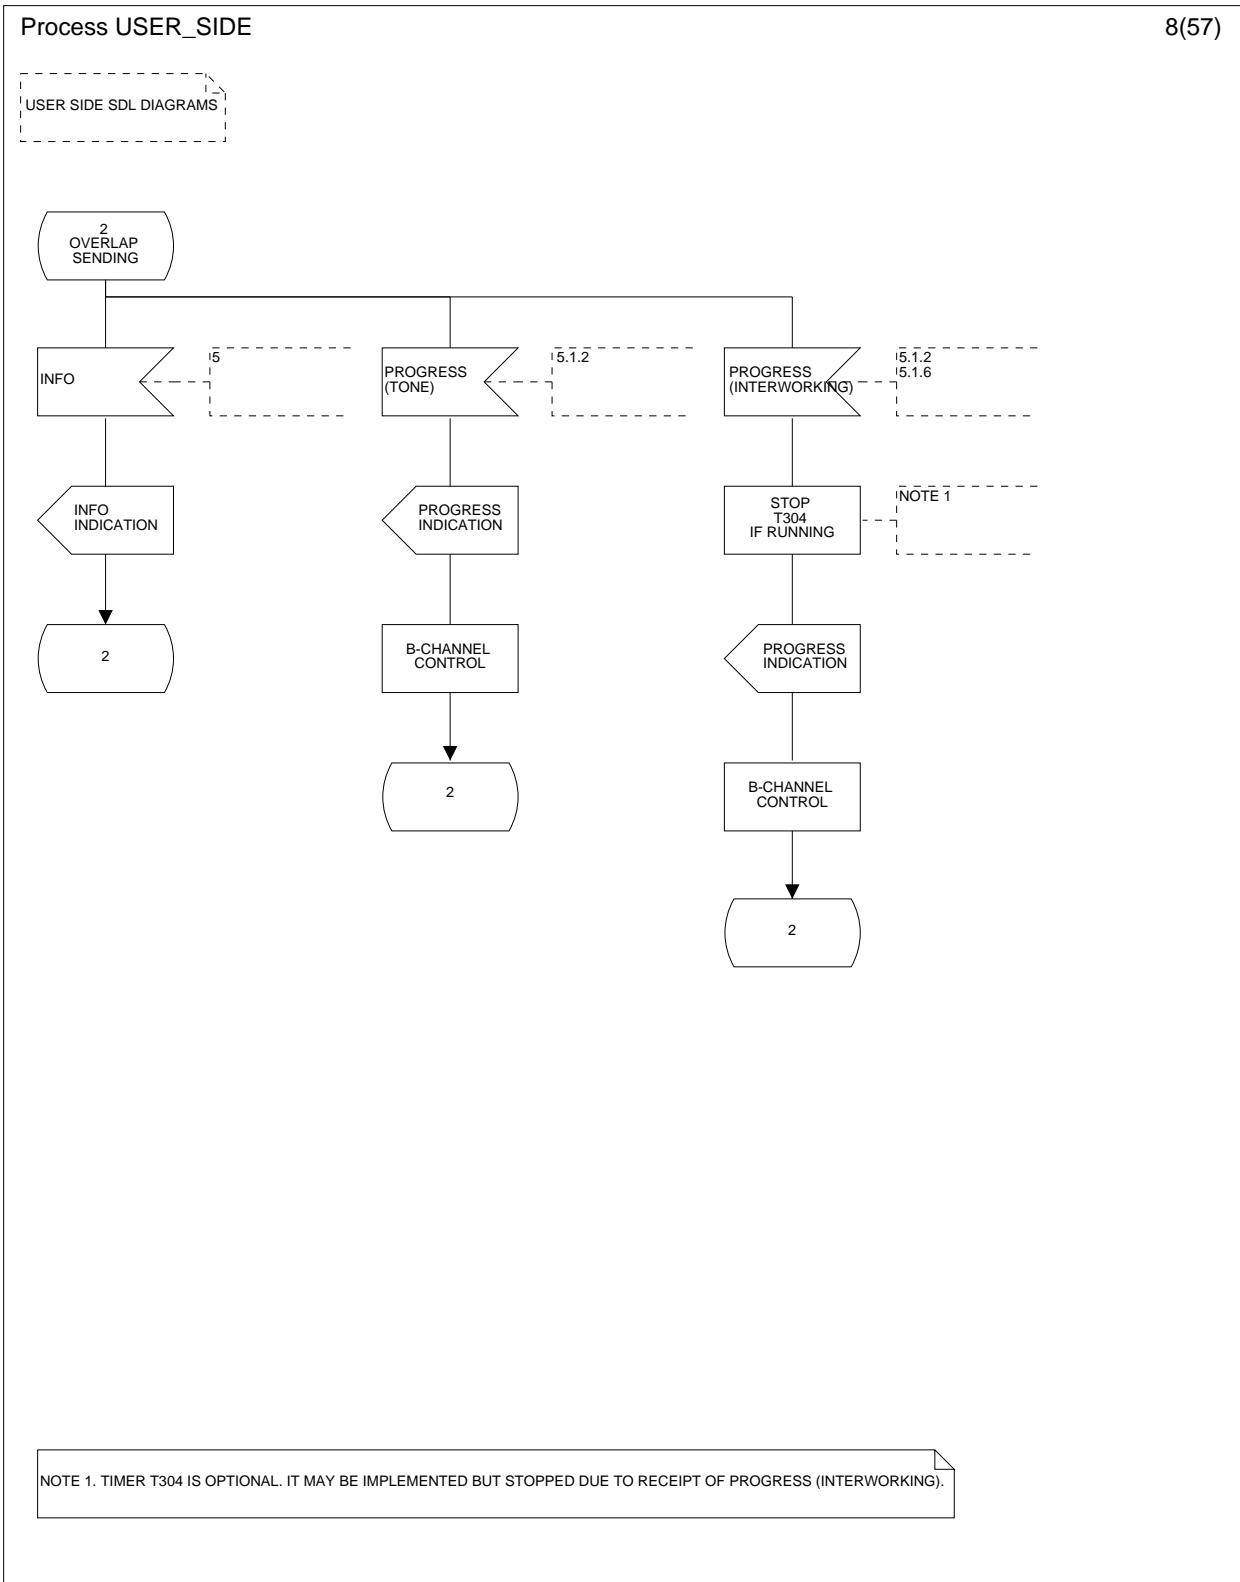 Process USER_SIDE
8(57)
USER SIDE SDL DIAGRAMS
2
OVERLAP
SENDING
INFO
5
PROGRESS
(TONE)
5.1.2
PROGRESS
(INTERWORKING)
5.1.2
5.1.6
INFO
INDICATION
PROGRESS
INDICATION
STOP
T304
IF RUNNING
NOTE 1
2
B-CHANNEL
CONTROL
PROGRESS
INDICATION
2
B-CHANNEL
CONTROL
2
NOTE 1. TIMER T304 IS OPTIONAL. IT MAY BE IMPLEMENTED BUT STOPPED DUE TO RECEIPT OF PROGRESS (INTERWORKING).